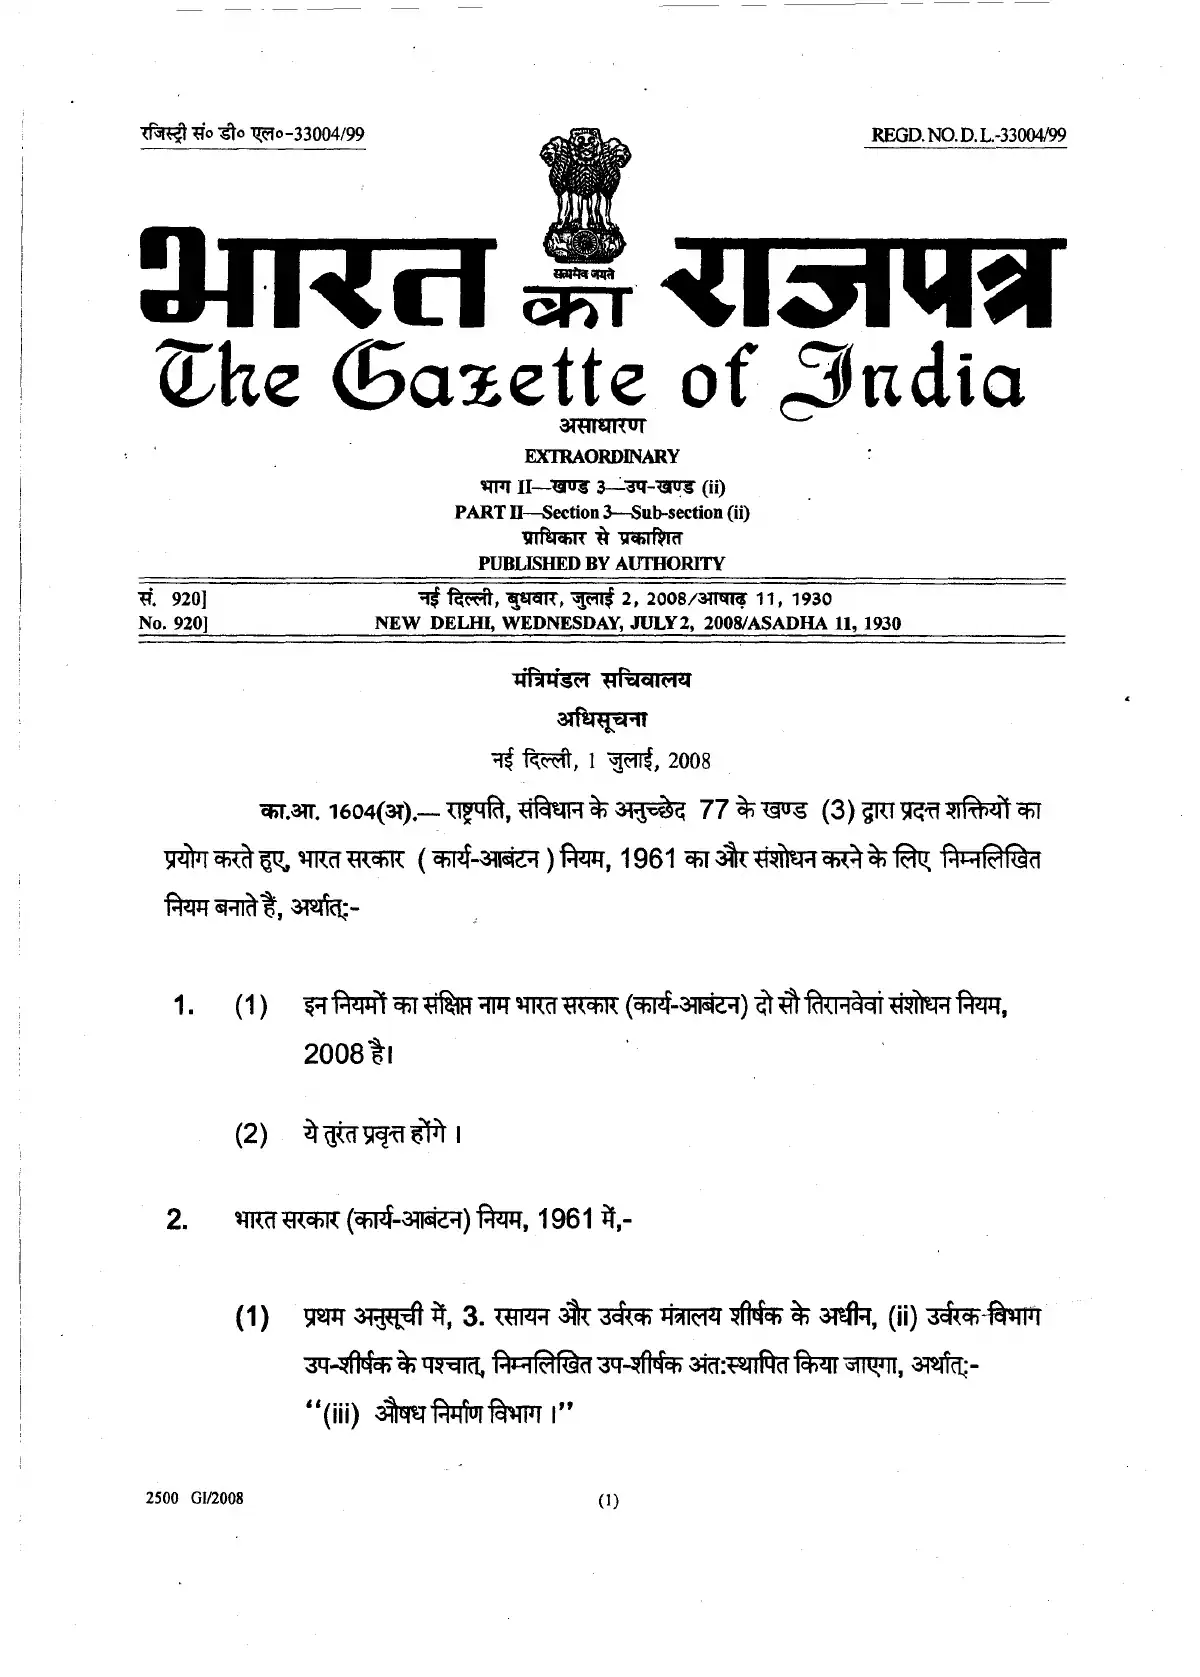 रजिस्ट्री सं० डी० एल०-33004/99
REGD. NO. D. L.-33004/99
सत्यमेव जयते
भारत का राजपत्र
The Gazette of India
असाधारण
EXTRAORDINARY
भाग II—खण्ड 3—उप-खण्ड (ii)
PART II—Section 3—Sub-section (ii)
प्राधिकार से प्रकाशित
PUBLISHED BY AUTHORITY
सं. 920] नई दिल्ली, बुधवार, जुलाई 2, 2008/आषाढ़ 11, 1930
No. 920] NEW DELHI, WEDNESDAY, JULY 2, 2008/ASADHA 11, 1930
मंत्रिमंडल सचिवालय
अधिसूचना
नई दिल्ली, 1 जुलाई, 2008
का.आ. 1604(अ).— राष्ट्रपति, संविधान के अनुच्छेद 77 के खण्ड (3) द्वारा प्रदत्त शक्तियों का
प्रयोग करते हुए, भारत सरकार ( कार्य-आबंटन ) नियम, 1961 का और संशोधन करने के लिए निम्नलिखित
नियम बनाते हैं, अर्थात्:-
1. (1) इन नियमों का संक्षिप्त नाम भारत सरकार (कार्य-आबंटन) दो सौ तिरानवेवां संशोधन नियम,
2008 है।
(2) ये तुरंत प्रवृत्त होंगे ।
2. भारत सरकार (कार्य-आबंटन) नियम, 1961 में,-
(1) प्रथम अनुसूची में, 3. रसायन और उर्वरक मंत्रालय शीर्षक के अधीन, (ii) उर्वरक विभाग
उप-शीर्षक के पश्चात्, निम्नलिखित उप-शीर्षक अंत:स्थापित किया जाएगा, अर्थात्:-
“(iii) औषध निर्माण विभाग ।”
2500 GI/2008
(1)